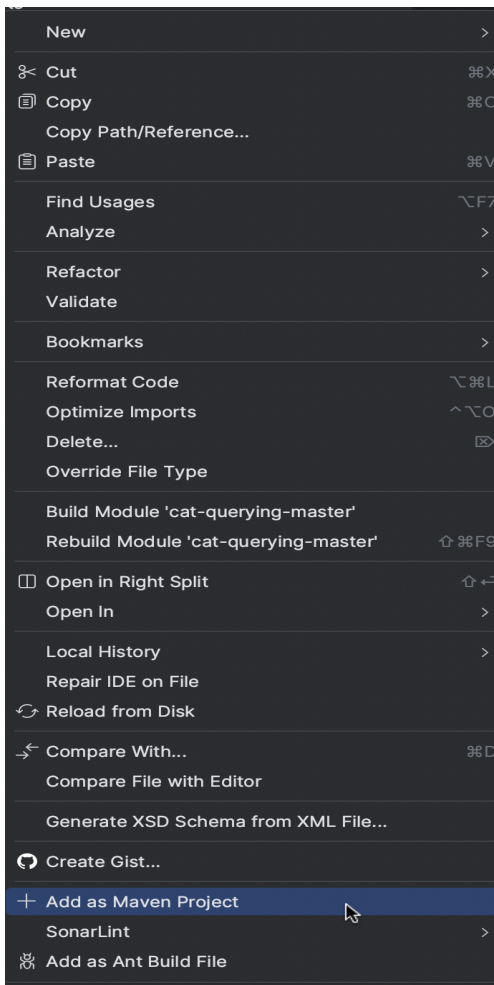 New
Cut ⌘X
Copy ⌘C
Copy Path/Reference...
Paste ⌘V
Find Usages ⌥F7
Analyze
Refactor
Validate
Bookmarks
Reformat Code ⌥⌘L
Optimize Imports ^⌥O
Delete... ⌦
Override File Type
Build Module 'cat-querying-master'
Rebuild Module 'cat-querying-master' ⇧⌘F9
Open in Right Split ⇧⏎
Open In
Local History
Repair IDE on File
Reload from Disk
Compare With... ⌘D
Compare File with Editor
Generate XSD Schema from XML File...
Create Gist...
Add as Maven Project
SonarLint
Add as Ant Build File